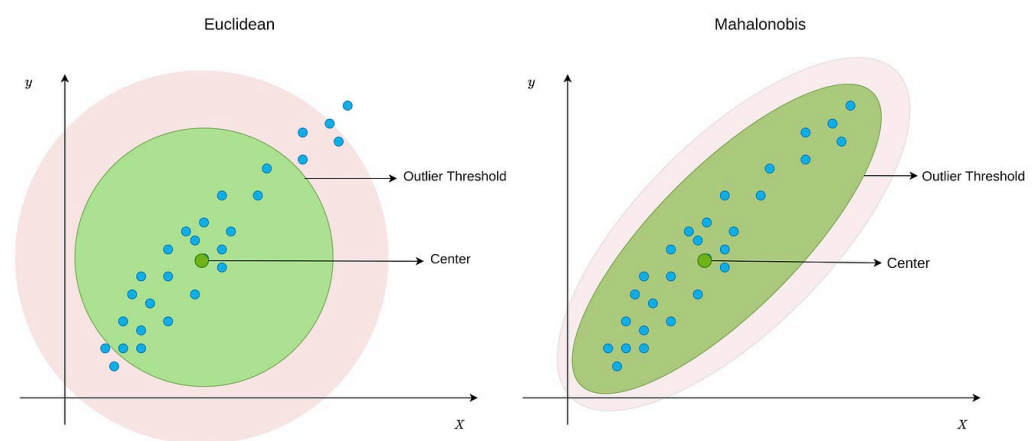 Euclidean
Mahalonobis
y
y
Outlier Threshold
Outlier Threshold
Center
Center
X
X